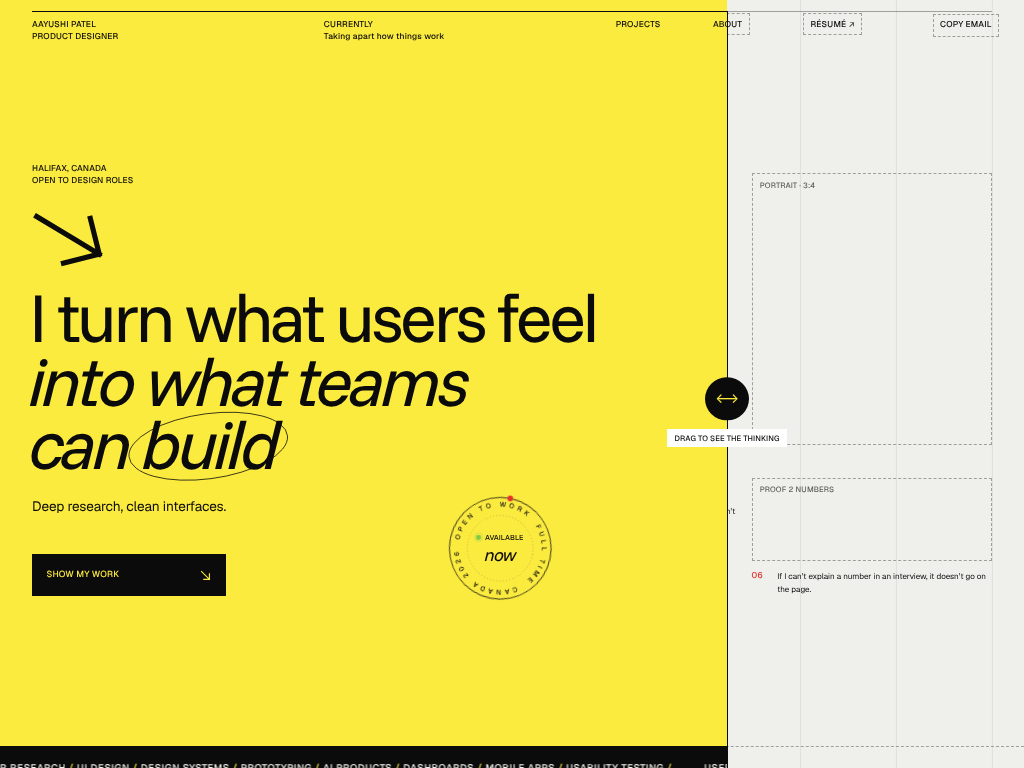 AAYUSHI PATEL
PRODUCT DESIGNER
CURRENTLY
Taking apart how things work
PROJECTS
ABOUT
RÉSUMÉ ↗
COPY EMAIL
HALIFAX, CANADA
OPEN TO DESIGN ROLES
I turn what users feel
into what teams
can build
Deep research, clean interfaces.
SHOW MY WORK
OPEN TO WORK FULL TIME CANADA 2026
AVAILABLE
now
PORTRAIT · 3:4
DRAG TO SEE THE THINKING
PROOF 2 NUMBERS
06 If I can't explain a number in an interview, it doesn't go on
the page.
RESEARCH / UI DESIGN / DESIGN SYSTEMS / PROTOTYPING / AI PRODUCTS / DASHBOARDS / MOBILE APPS / USABILITY TESTING /